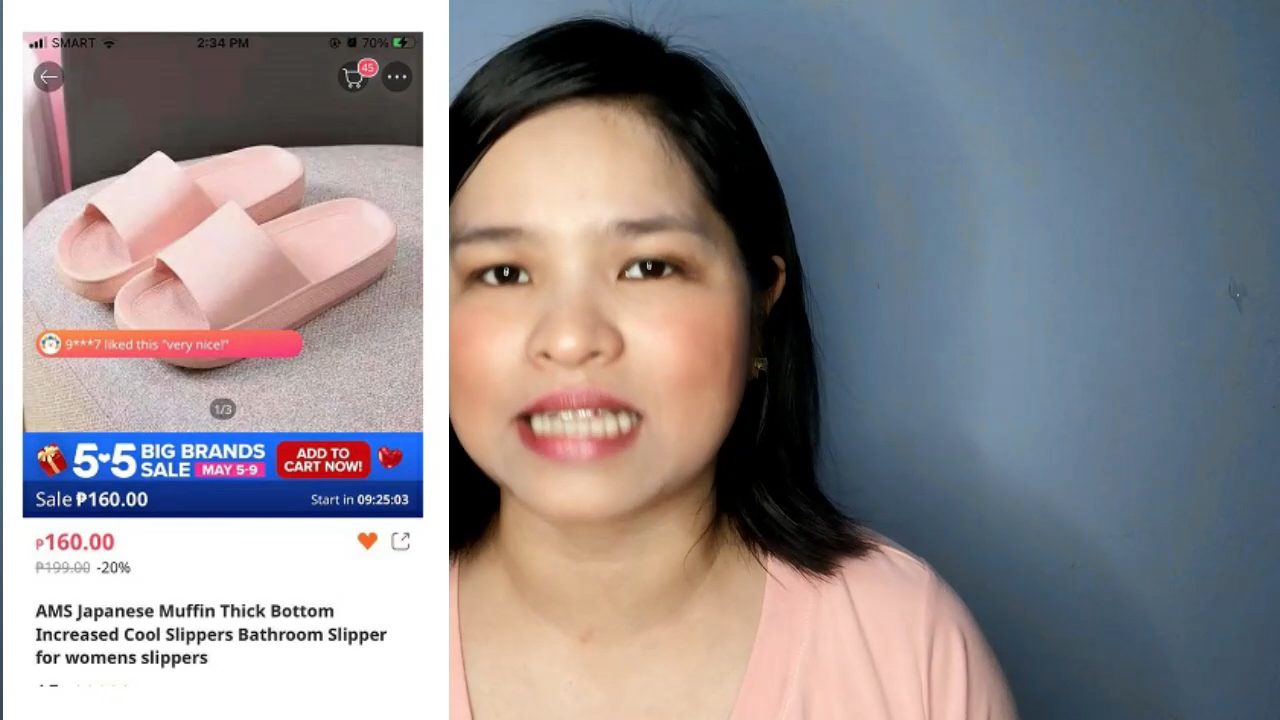 SMART
2:34 PM
70%
45
9***7 liked this "very nice!"
1/3
5♥5 BIG BRANDS SALE MAY 5-9
ADD TO CART NOW!
Sale ₱160.00
Start in 09:25:03
₱160.00
₱199.00 -20%
AMS Japanese Muffin Thick Bottom
Increased Cool Slippers Bathroom Slipper
for womens slippers